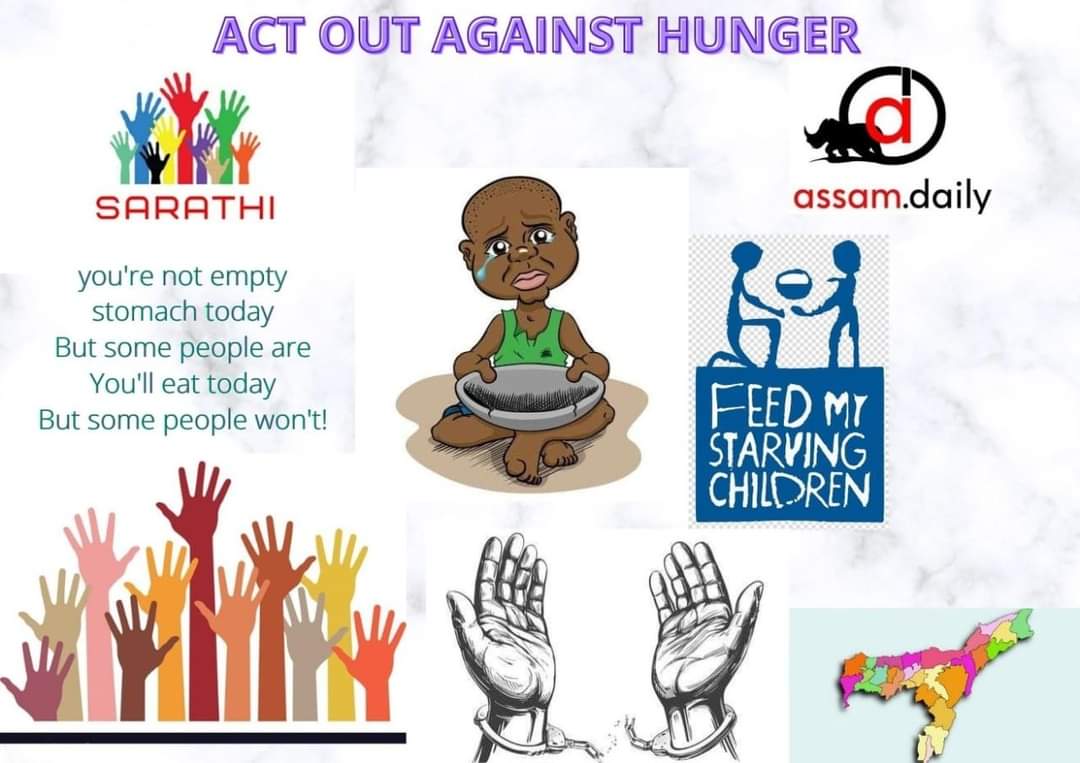 ACT OUT AGAINST HUNGER
SARATHI
d
assam.daily
you're not empty
stomach today
But some people are
You'll eat today
But some people won't!
FEED MY
STARVING
CHILDREN